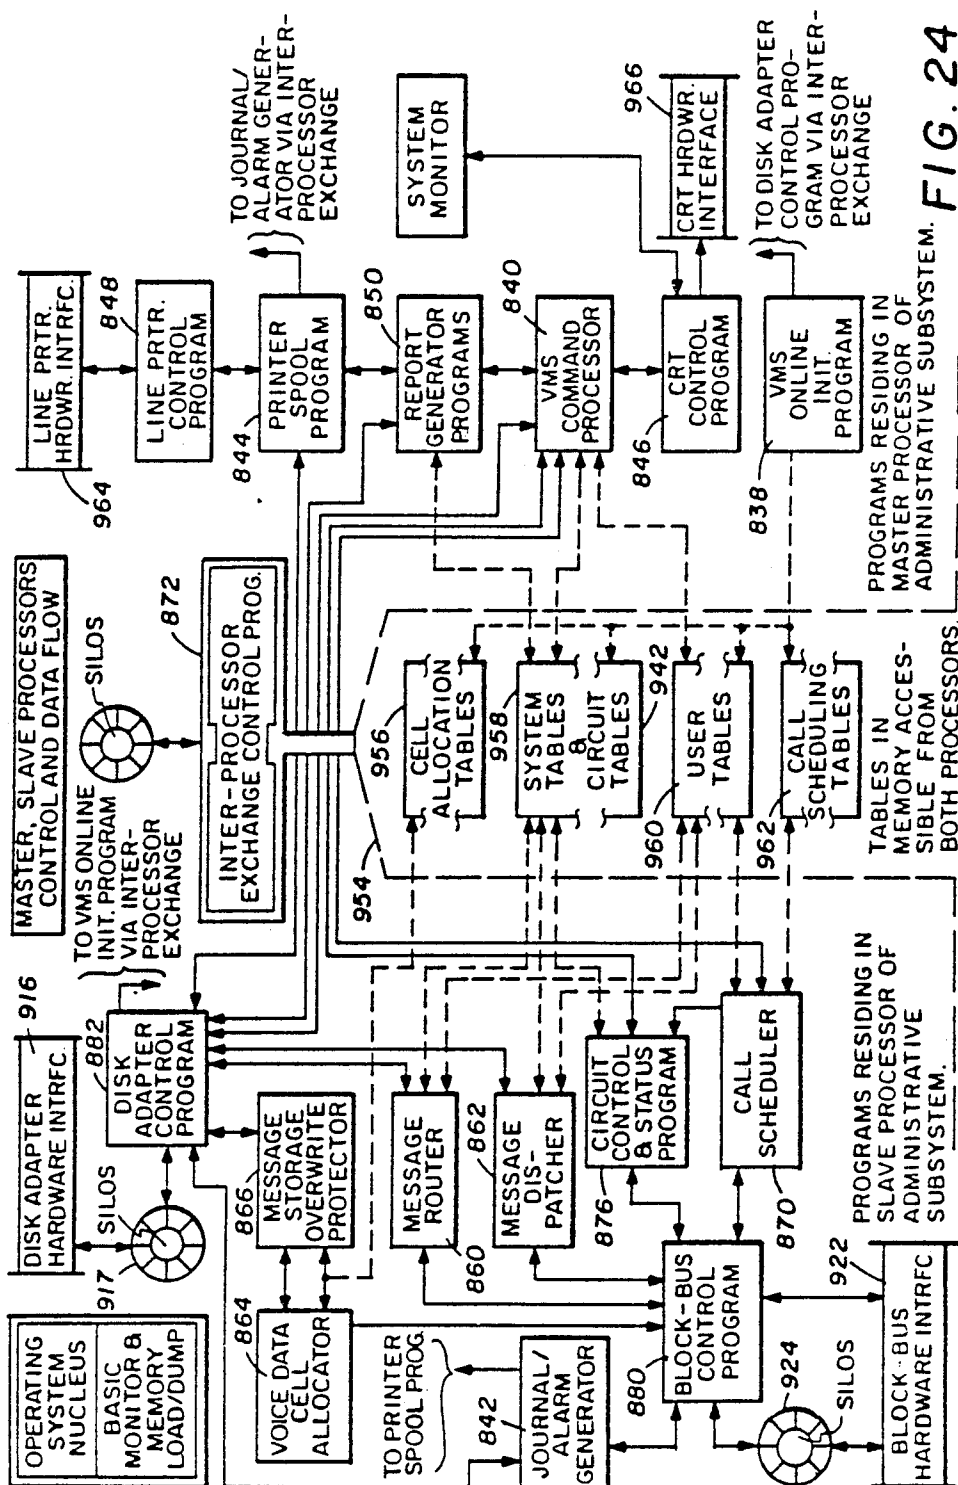 OPERATING
SYSTEM
NUCLEUS
BASIC
MONITOR &
MEMORY
LOAD/DUMP
DISK ADAPTER
HARDWARE INTRFC.
916
MASTER, SLAVE PROCESSORS
CONTROL AND DATA FLOW
LINE PRTR.
HRDWR. INTRFC.
964
917
SILOS
882
DISK
ADAPTER
CONTROL
PROGRAM
TO VMS ONLINE
INIT. PROGRAM
VIA INTER-
PROCESSOR
EXCHANGE
SILOS
872
INTER-PROCESSOR
EXCHANGE CONTROL PROG.
848
LINE PRTR.
CONTROL
PROGRAM
864
VOICE DATA
CELL
ALLOCATOR
866
MESSAGE
STORAGE
OVERWRITE
PROTECTOR
954
844
PRINTER
SPOOL
PROGRAM
TO JOURNAL/
ALARM GENER-
ATOR VIA INTER-
PROCESSOR
EXCHANGE
TO PRINTER
SPOOL PROG.
MESSAGE
ROUTER
860
956
CELL
ALLOCATION
TABLES
850
REPORT
GENERATOR
PROGRAMS
SYSTEM
MONITOR
842
JOURNAL/
ALARM
GENERATOR
862
MESSAGE
DIS-
PATCHER
958
SYSTEM
TABLES
&
CIRCUIT
TABLES
942
840
VMS
COMMAND
PROCESSOR
880
BLOCK-BUS
CONTROL
PROGRAM
876
CIRCUIT
CONTROL
& STATUS
PROGRAM
960
USER
TABLES
846
CRT
CONTROL
PROGRAM
966
CRT HRDWR.
INTERFACE
924
SILOS
870
CALL
SCHEDULER
962
CALL
SCHEDULING
TABLES
838
VMS
ONLINE
INIT.
PROGRAM
TO DISK ADAPTER
CONTROL PRO-
GRAM VIA INTER-
PROCESSOR
EXCHANGE
922
BLOCK-BUS
HARDWARE INTRFC
PROGRAMS RESIDING IN
SLAVE PROCESSOR OF
ADMINISTRATIVE
SUBSYSTEM.
TABLES IN
MEMORY ACCES-
SIBLE FROM
BOTH PROCESSORS.
PROGRAMS RESIDING IN
MASTER PROCESSOR OF
ADMINISTRATIVE SUBSYSTEM.
FIG. 24